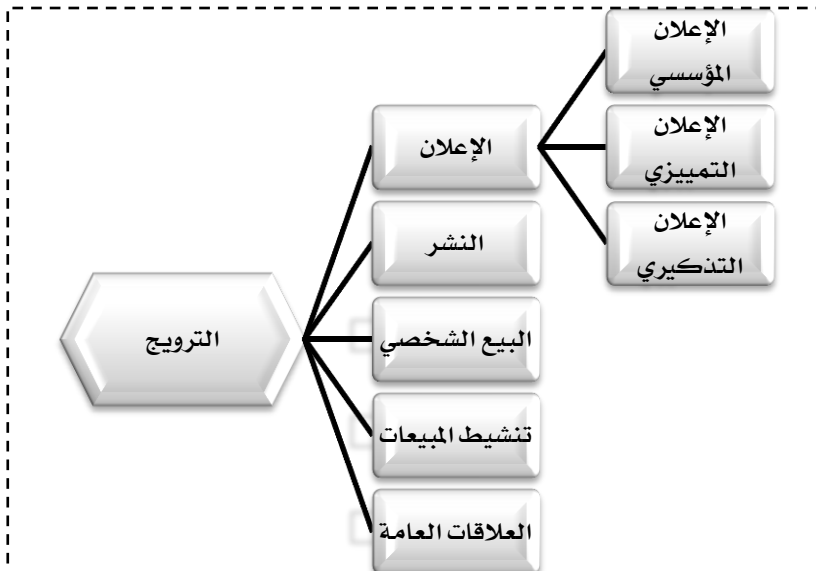 الترويج
الإعلان
النشر
البيع الشخصي
تنشيط المبيعات
العلاقات العامة
الإعلان
المؤسسي
الإعلان
التمييزي
الإعلان
التذكيري